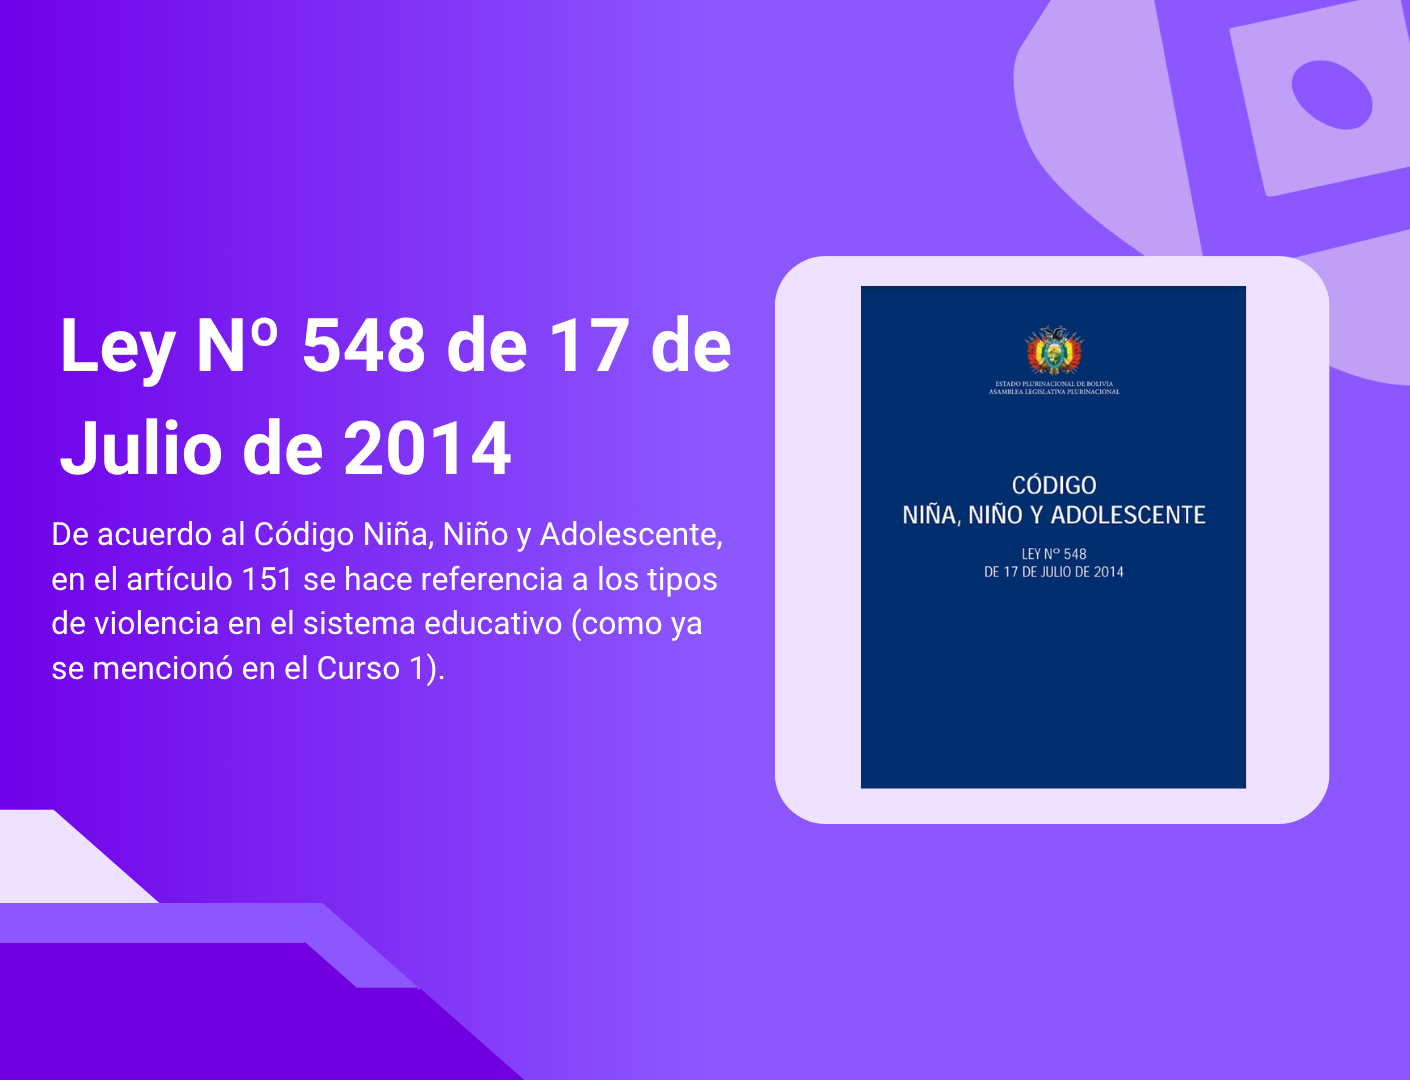 Ley Nº 548 de 17 de
Julio de 2014
De acuerdo al Código Niña, Niño y Adolescente,
en el artículo 151 se hace referencia a los tipos
de violencia en el sistema educativo (como ya
se mencionó en el Curso 1).
ESTADO PLURINACIONAL DE BOLIVIA
ASAMBLEA LEGISLATIVA PLURINACIONAL
CÓDIGO
NIÑA, NIÑO Y ADOLESCENTE
LEY Nº 548
DE 17 DE JULIO DE 2014